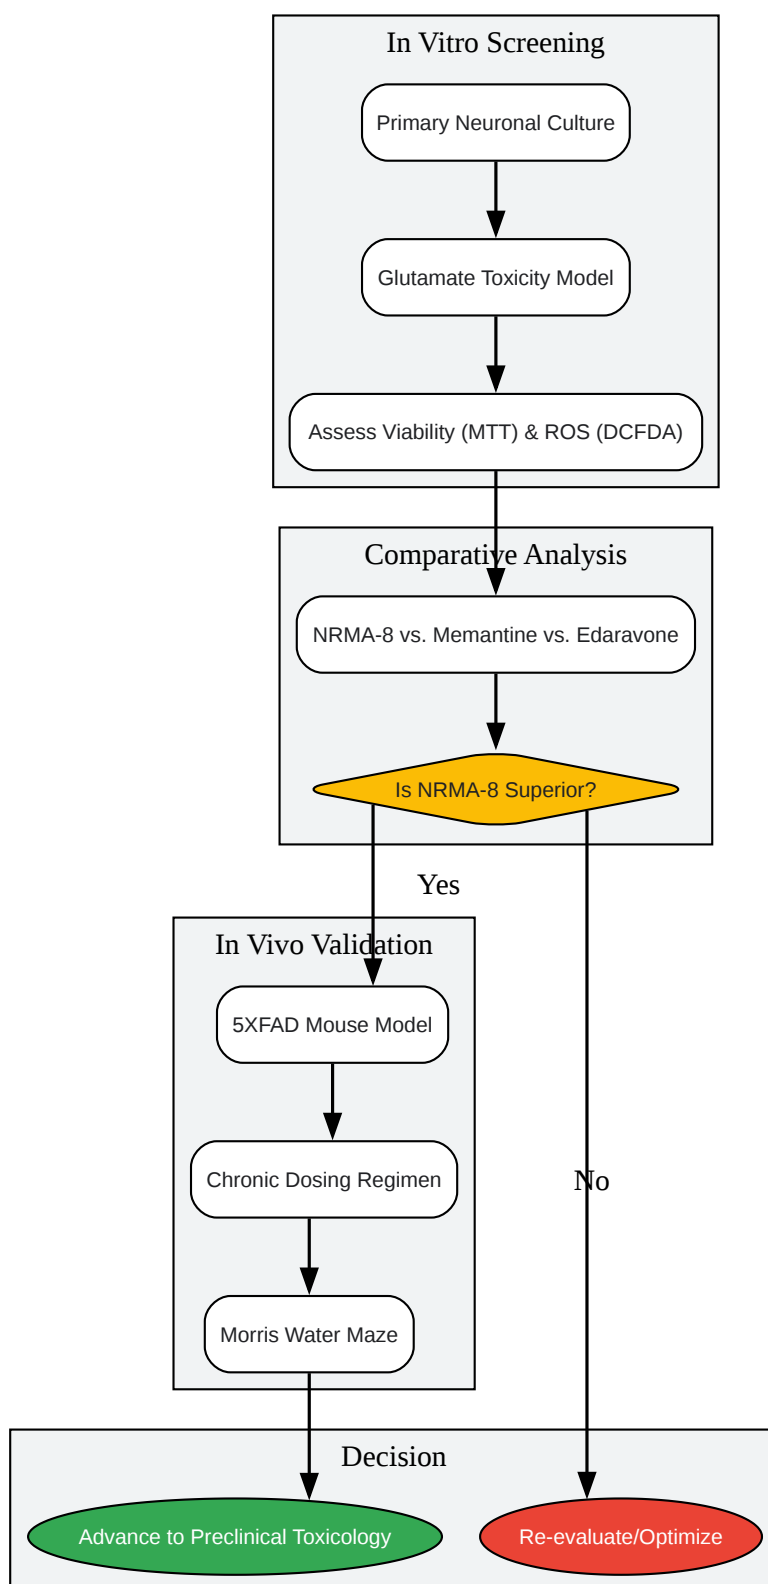 In Vitro Screening
Primary Neuronal Culture
Glutamate Toxicity Model
Assess Viability (MTT) & ROS (DCFDA)
Comparative Analysis
NRMA-8 vs. Memantine vs. Edaravone
Is NRMA-8 Superior?
Yes
In Vivo Validation
5XFAD Mouse Model
Chronic Dosing Regimen
No
Morris Water Maze
Decision
Advance to Preclinical Toxicology
Re-evaluate/Optimize